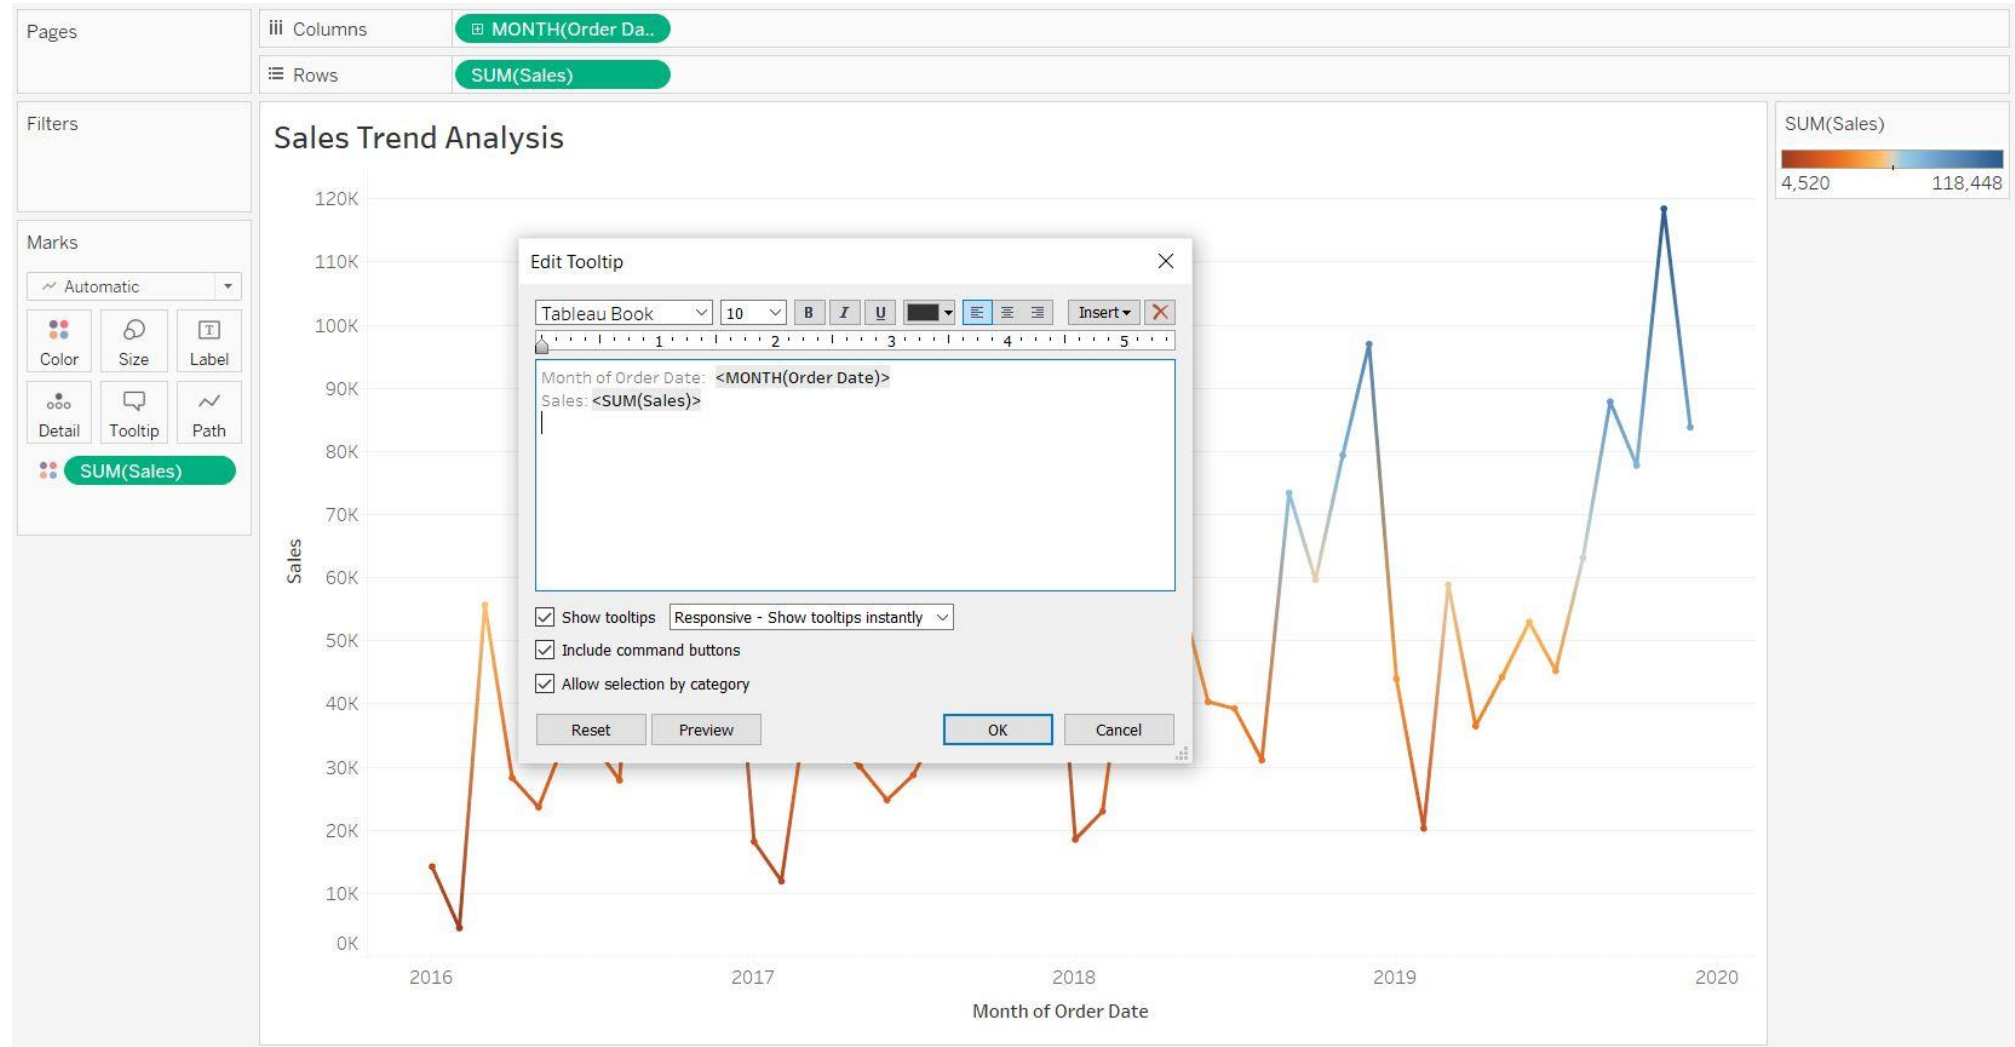 Pages
Columns
MONTH(Order Da..
Rows
SUM(Sales)
Filters
Marks
Automatic
Color
Size
Label
Detail
Tooltip
Path
SUM(Sales)
Sales Trend Analysis
120K
110K
100K
90K
80K
70K
60K
50K
40K
30K
20K
10K
0K
Sales
2016
2017
2018
2019
2020
Month of Order Date
Edit Tooltip
Tableau Book
10
B I U
Insert
1 2 3 4 5
Month of Order Date: <MONTH(Order Date)>
Sales: <SUM(Sales)>
Show tooltips
Responsive - Show tooltips instantly
Include command buttons
Allow selection by category
Reset
Preview
OK
Cancel
SUM(Sales)
4,520
118,448